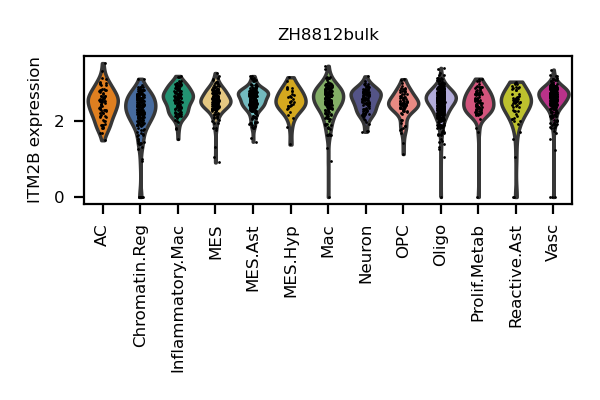 ZH8812bulk
ITM2B expression
2
0
AC
Chromatin.Reg
Inflammatory.Mac
MES
MES.Ast
MES.Hyp
Mac
Neuron
OPC
Oligo
Prolif.Metab
Reactive.Ast
Vasc